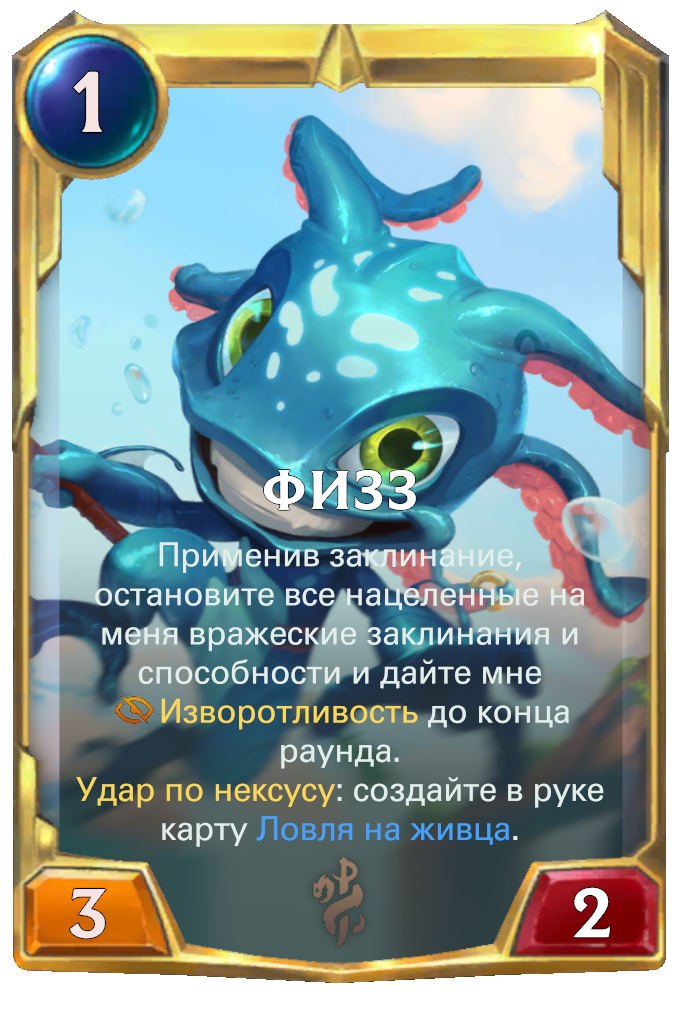 1
ФИЗЗ
Применив заклинание,
остановите все нацеленные на
меня вражеские заклинания и
способности и дайте мне
Изворотливость до конца
раунда.
Удар по нексусу: создайте в руке
карту Ловля на живца.
3
2